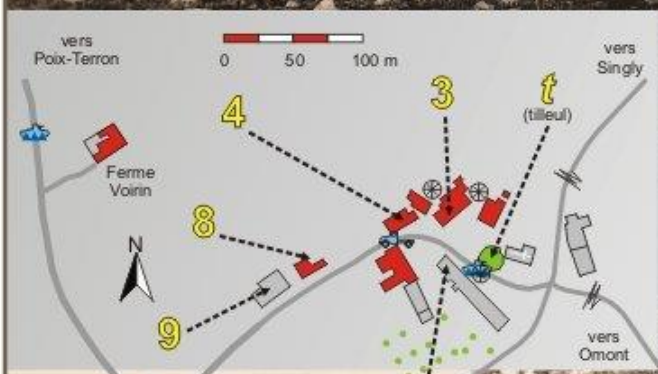 vers
Poix-Terron
0 50 100 m
vers
Singly
4
3
t
(tilleul)
Ferme
Voirin
8
N
9
vers
Omont